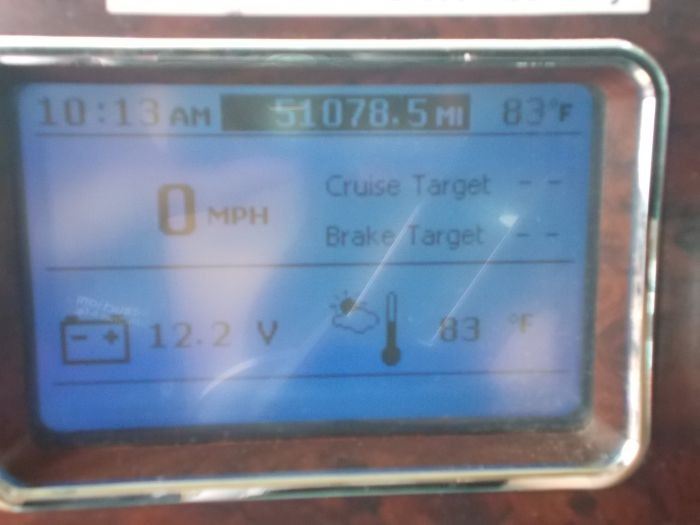 10:13 AM 51078.5 MI 83°F
Cruise Target - -
0 MPH
Brake Target - -
- + 12.2 V 83 °F